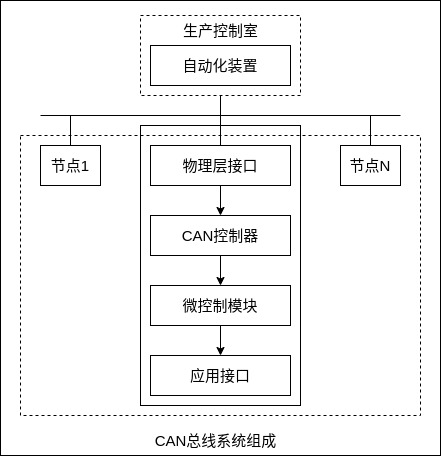 生产控制室
自动化装置
节点1
物理层接口
节点N
CAN控制器
微控制模块
应用接口
CAN总线系统组成